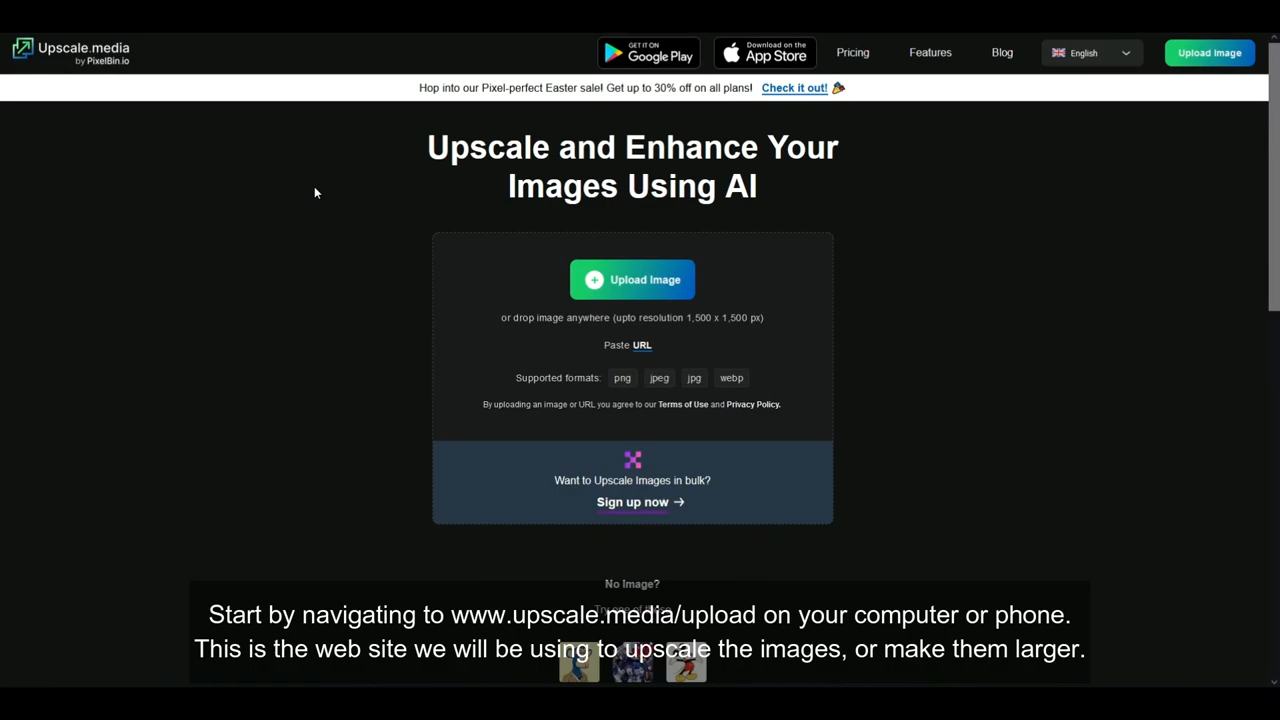 Upscale.media
by PixelBin.io
GET IT ON
Google Play
Download on the
App Store
Pricing
Features
Blog
English
Upload Image
Hop into our Pixel-perfect Easter sale! Get up to 30% off on all plans! Check it out!
Upscale and Enhance Your
Images Using AI
Upload Image
or drop image anywhere (upto resolution 1,500 x 1,500 px)
Paste URL
Supported formats: png jpeg jpg webp
By uploading an image or URL you agree to our Terms of Use and Privacy Policy.
Want to Upscale Images in bulk?
Sign up now →
No Image?
Try one of these
Start by navigating to www.upscale.media/upload on your computer or phone.
This is the web site we will be using to upscale the images, or make them larger.